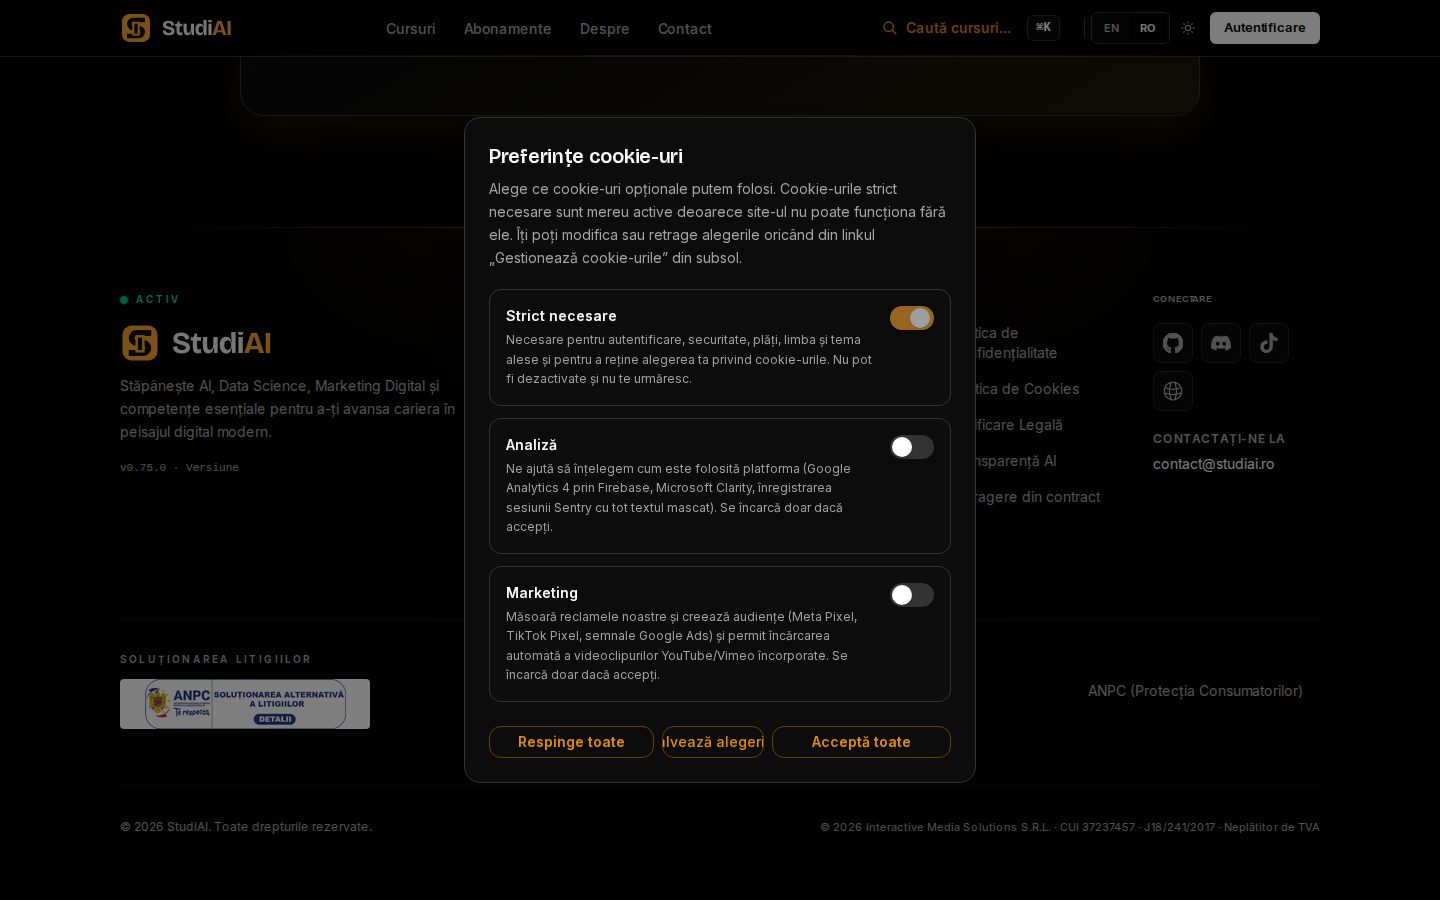 StudiAI
Cursuri
Abonamente
Despre
Contact
Caută cursuri...
⌘K
EN
RO
Autentificare
Preferințe cookie-uri
Alege ce cookie-uri opționale putem folosi. Cookie-urile strict
necesare sunt mereu active deoarece site-ul nu poate funcționa fără
ele. Îți poți modifica sau retrage alegerile oricând din linkul
„Gestionează cookie-urile” din subsol.
Strict necesare
Necesare pentru autentificare, securitate, plăți, limba și tema
alese și pentru a reține alegerea ta privind cookie-urile. Nu pot
fi dezactivate și nu te urmăresc.
Analiză
Ne ajută să înțelegem cum este folosită platforma (Google
Analytics 4 prin Firebase, Microsoft Clarity, înregistrarea
sesiunii Sentry cu tot textul mascat). Se încarcă doar dacă
accepți.
Marketing
Măsoară reclamele noastre și creează audiențe (Meta Pixel,
TikTok Pixel, semnale Google Ads) și permit încărcarea
automată a videoclipurilor YouTube/Vimeo încorporate. Se
încarcă doar dacă accepți.
Respinge toate
alvează alegeri
Acceptă toate
ACTIV
StudiAI
Stăpânește AI, Data Science, Marketing Digital și
competențe esențiale pentru a-ți avansa cariera în
peisajul digital modern.
v0.75.0 · Versiune
tica de
fidențialitate
tica de Cookies
ificare Legală
nsparență AI
ragere din contract
CONECTARE
CONTACTAȚI-NE LA
contact@studiai.ro
SOLUȚIONAREA LITIGIILOR
ANPC
Te respectă
SOLUȚIONAREA ALTERNATIVĂ
A LITIGIILOR
DETALII
ANPC (Protecția Consumatorilor)
© 2026 StudiAI. Toate drepturile rezervate.
© 2026 Interactive Media Solutions S.R.L. · CUI 37237457 · J18/241/2017 · Neplătitor de TVA